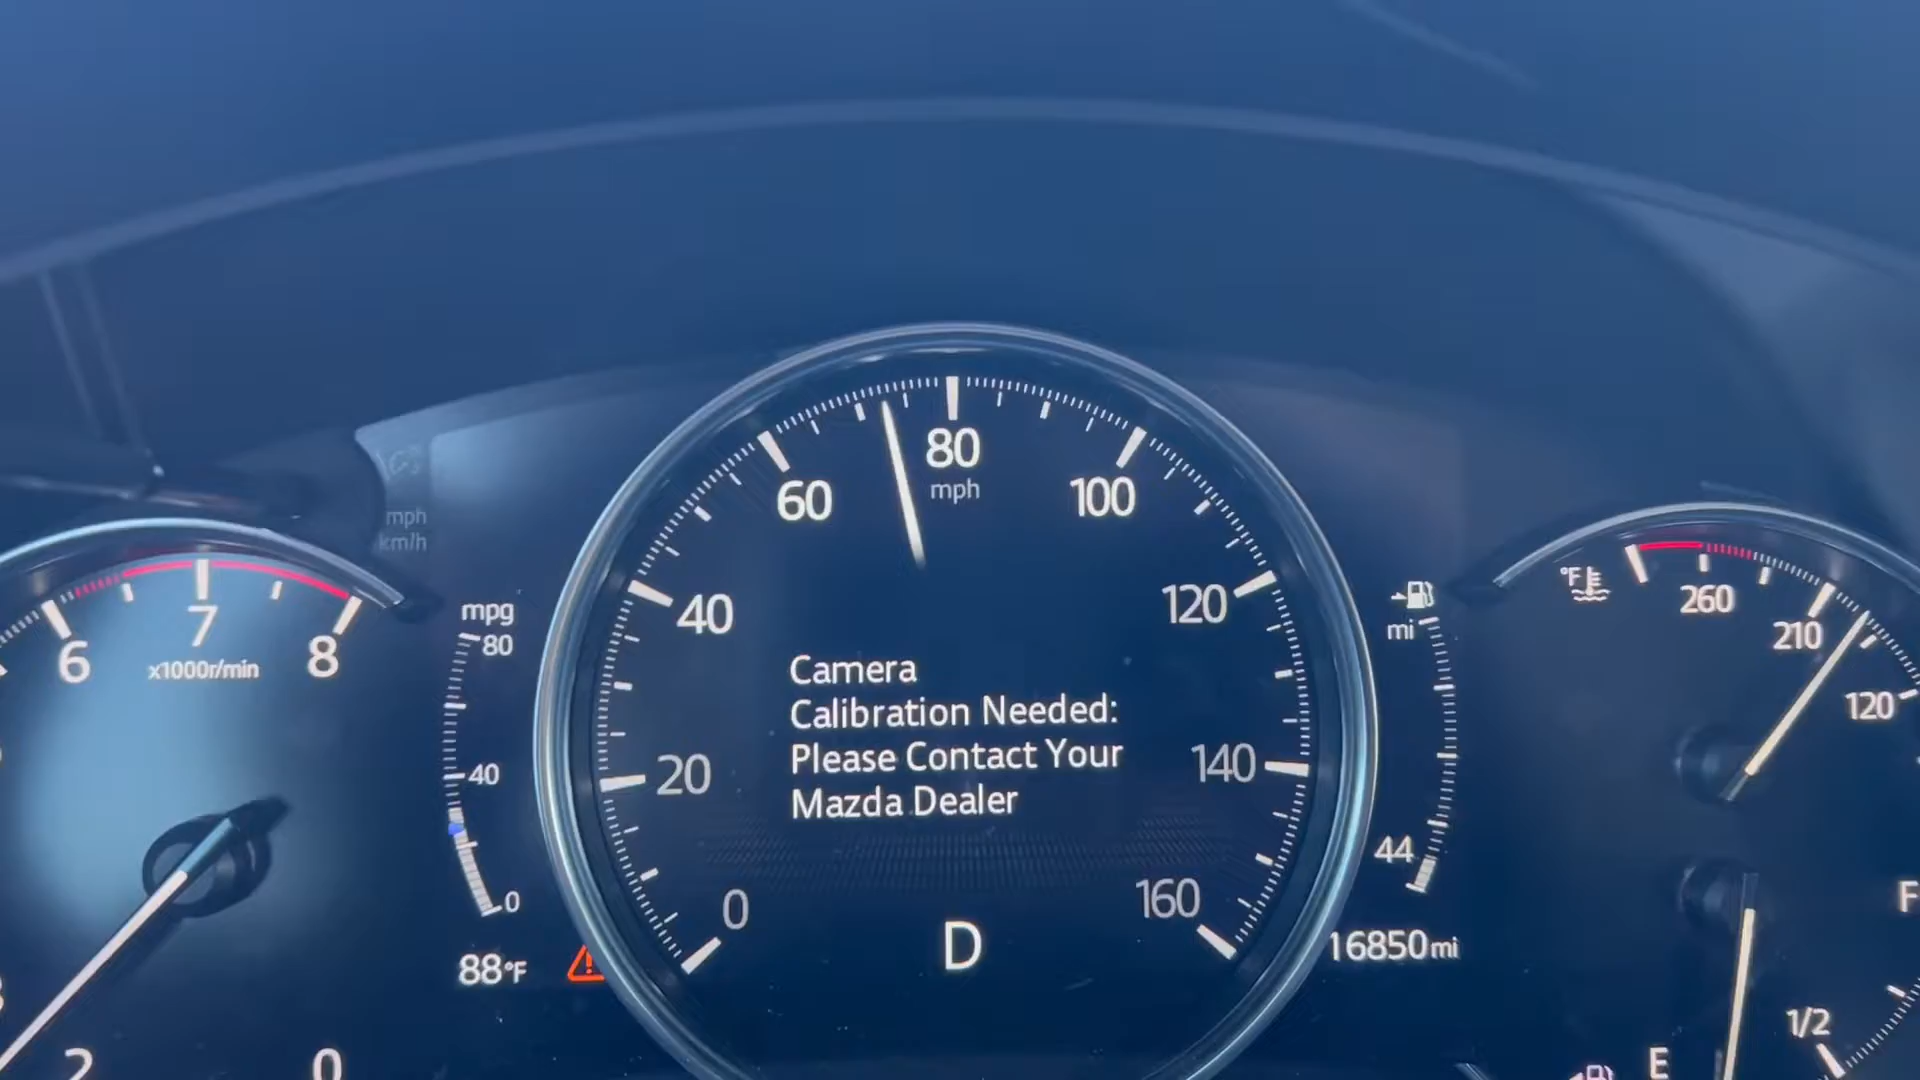 80
mph
60
100
mph
km/h
40
120
mpg
80
40
0
6
7
8
x1000r/min
Camera
Calibration Needed:
Please Contact Your
Mazda Dealer
20
140
0
160
D
88°F
mi
44
16850mi
°F
260
210
120
F
1/2
E
2
0